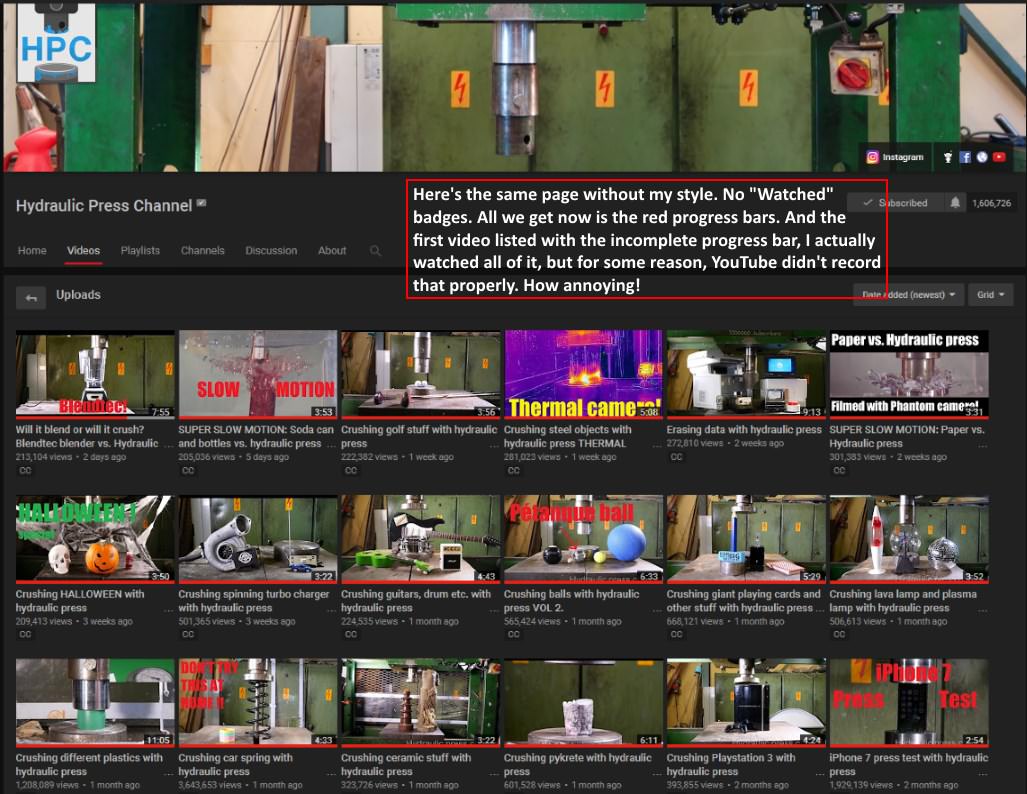 HPC
Instagram
Hydraulic Press Channel
Here's the same page without my style. No "Watched"
badges. All we get now is the red progress bars. And the
first video listed with the incomplete progress bar, I actually
watched all of it, but for some reason, YouTube didn't record
that properly. How annoying!
Subscribed
1,606,726
Home Videos Playlists Channels Discussion About
Uploads
Date added (newest) Grid
Blendtec!
7:55
Will it blend or will it crush?
Blendtec blender vs. Hydraulic ...
213,104 views • 2 days ago
CC
SLOW MOTION
3:53
SUPER SLOW MOTION: Soda can
and bottles vs. hydraulic press ...
205,036 views • 5 days ago
CC
3:56
Crushing golf stuff with hydraulic
press ...
222,382 views • 1 week ago
CC
Thermal camera!
5:08
Crushing steel objects with
hydraulic press THERMAL ...
281,023 views • 1 week ago
CC
9:13
Erasing data with hydraulic press
272,810 views • 2 weeks ago
CC
Paper vs. Hydraulic press
Filmed with Phantom camera!
3:31
SUPER SLOW MOTION: Paper vs.
Hydraulic press ...
301,383 views • 2 weeks ago
CC
HALLOWEEN !
special
3:50
Crushing HALLOWEEN with
hydraulic press ...
209,413 views • 3 weeks ago
CC
3:22
Crushing spinning turbo charger
with hydraulic press ...
501,365 views • 3 weeks ago
CC
4:43
Crushing guitars, drum etc. with
hydraulic press ...
224,535 views • 1 month ago
CC
Pétanque ball
6:33
Crushing balls with hydraulic
press VOL 2. ...
565,424 views • 1 month ago
CC
5:29
Crushing giant playing cards and
other stuff with hydraulic press ...
668,121 views • 1 month ago
CC
3:52
Crushing lava lamp and plasma
lamp with hydraulic press ...
506,613 views • 1 month ago
CC
11:05
Crushing different plastics with
hydraulic press ...
1,208,089 views • 1 month ago
DON'T TRY
THIS AT
HOME !!
4:33
Crushing car spring with
hydraulic press ...
3,643,653 views • 1 month ago
3:22
Crushing ceramic stuff with
hydraulic press ...
323,726 views • 1 month ago
6:11
Crushing pykrete with hydraulic
press ...
601,528 views • 1 month ago
4:24
Crushing Playstation 3 with
hydraulic press ...
393,855 views • 2 months ago
iPhone 7
Press Test
2:54
iPhone 7 press test with hydraulic
press ...
1,929,139 views • 2 months ago